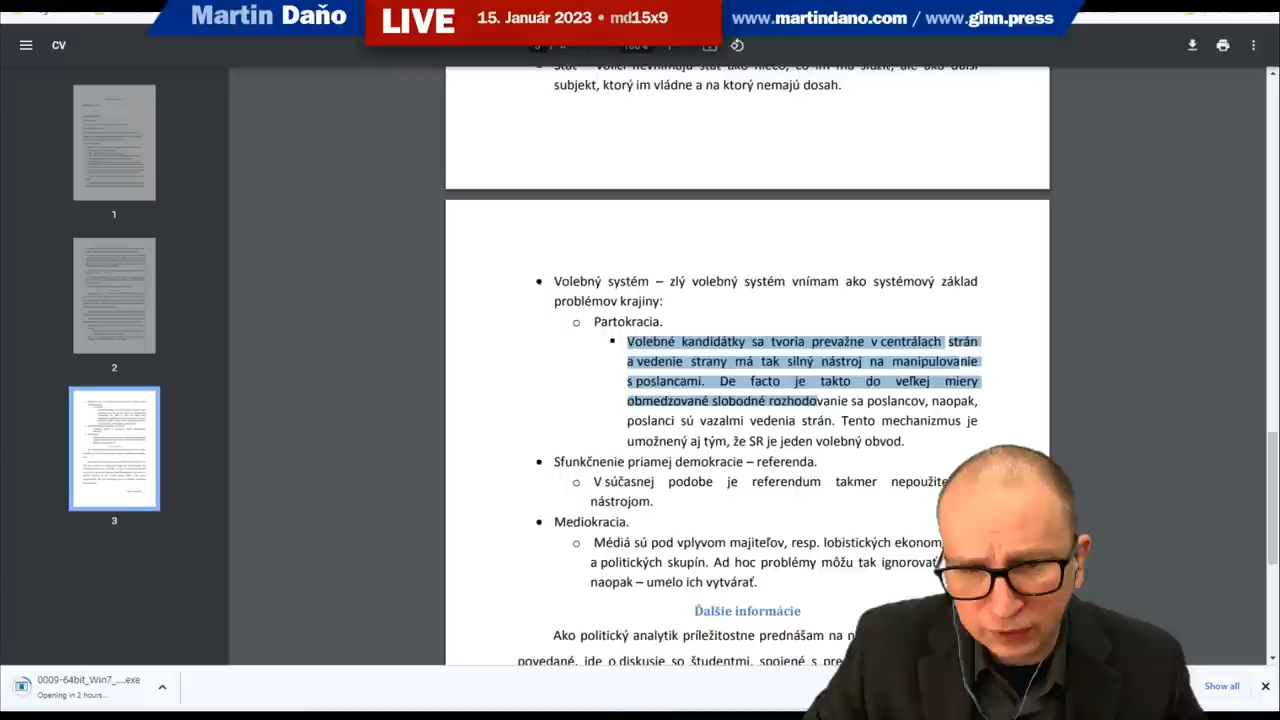 Martin Daňo
LIVE
15. Január 2023 • md15x9
www.martindano.com / www.ginn.press
CV
subjekt, ktorý im vládne a na ktorý nemajú dosah.
1
2
3
• Volebný systém – zlý volebný systém vnímam ako systémový základ
problémov krajiny:
o Partokracia.
▪ Volebné kandidátky sa tvoria prevažne v centrálach strán
a vedenie strany má tak silný nástroj na manipulovanie
s poslancami. De facto je takto do veľkej miery
obmedzované slobodné rozhodovanie sa poslancov, naopak,
poslanci sú vazalmi vedenia strán. Tento mechanizmus je
umožnený aj tým, že SR je jeden volebný obvod.
• Sfunkčnenie priamej demokracie – referenda.
o V súčasnej podobe je referendum takmer
nástrojom.
• Mediokracia.
o Médiá sú pod vplyvom majiteľov, resp. lobistických
a politických skupín. Ad hoc problémy môžu tak ignorovať
naopak – umelo ich vytvárať.
Ďalšie informácie
Ako politický analytik príležitostne prednášam na
povedané, ide o diskusie so študentmi, spojené s
0009-64bit_Win7_....exe
Opening in 2 hours...
Show all